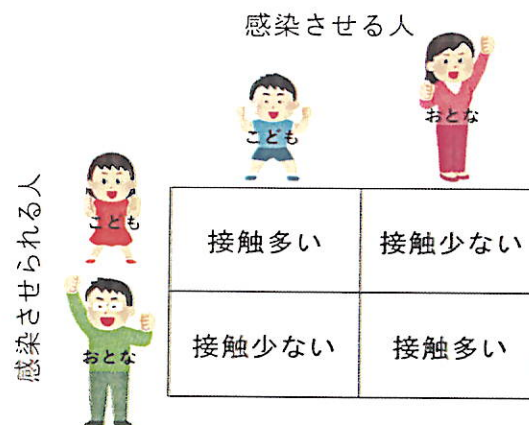 感染させる人
こども
おとな
感染させられる人
こども
おとな
接触多い
接触少ない
接触少ない
接触多い